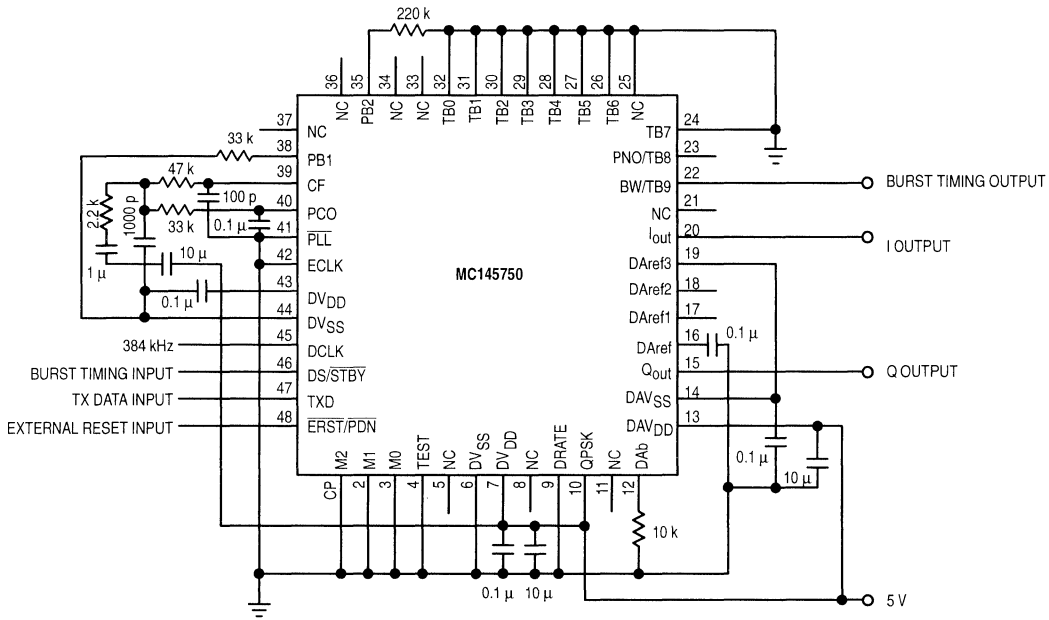 220 k
36 35 34 33 32 31 30 29 28 27 26 25
NC PB2 NC NC TB0 TB1 TB2 TB3 TB4 TB5 TB6 NC
37 NC
33 k
38 PB1
47 k
39 CF
100 p
2.2k
1000 p
33 k
40 PCO
0.1 µ
41 PLL
10 µ
1 µ
42 ECLK
0.1 µ
43 DVDD
44 DVSS
384 kHz 45 DCLK
BURST TIMING INPUT 46 DS/STBY
TX DATA INPUT 47 TXD
EXTERNAL RESET INPUT 48 ERST/PDN
MC145750
TB7 24
PNO/TB8 23
BW/TB9 22 BURST TIMING OUTPUT
NC 21
Iout 20 I OUTPUT
DAref3 19
DAref2 18
DAref1 17
0.1 µ
DAref 16
Qout 15 Q OUTPUT
DAVSS 14
DAVDD 13
0.1 µ
10 µ
CP M2 M1 M0 TEST NC DVSS DVDD NC DRATE QPSK NC DAb
2 3 4 5 6 7 8 9 10 11 12
10 k
0.1 µ 10 µ
5 V